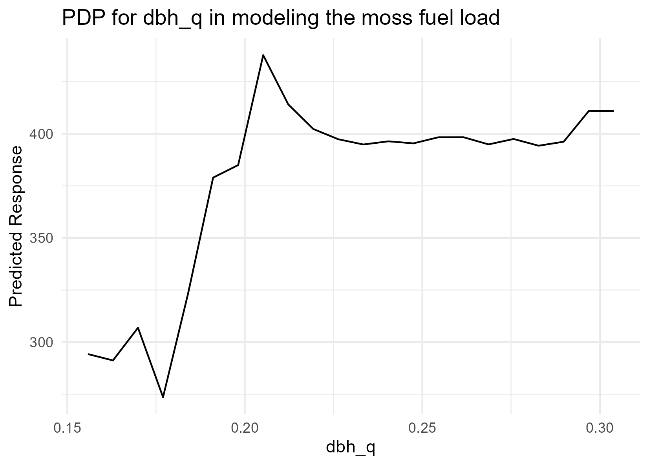 PDP for dbh_q in modeling the moss fuel load
Predicted Response
400
350
300
0.15 0.20 0.25 0.30
dbh_q